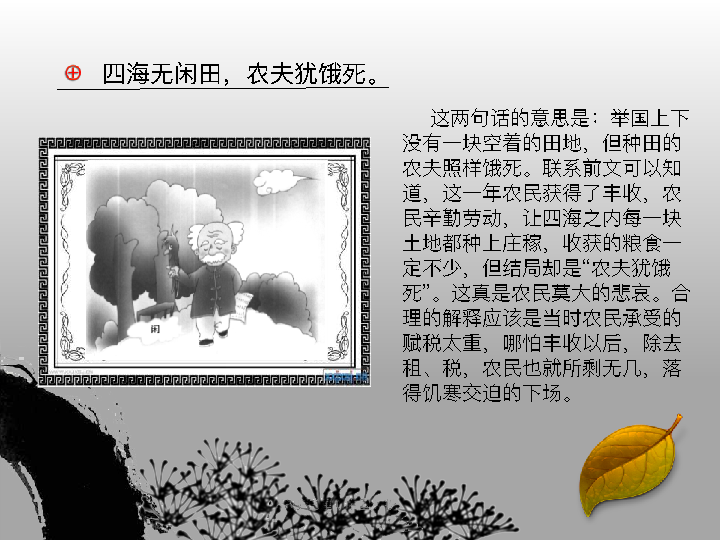 四海无闲田，农夫犹饿死。
这两句话的意思是：举国上下
没有一块空着的田地，但种田的
农夫照样饿死。联系前文可以知
道，这一年农民获得了丰收，农
民辛勤劳动，让四海之内每一块
土地都种上庄稼，收获的粮食一
定不少，但结局却是“农夫犹饿
死”。这真是农民莫大的悲哀。合
理的解释应该是当时农民承受的
赋税太重，哪怕丰收以后，除去
租、税，农民也就所剩无几，落
得饥寒交迫的下场。
闲